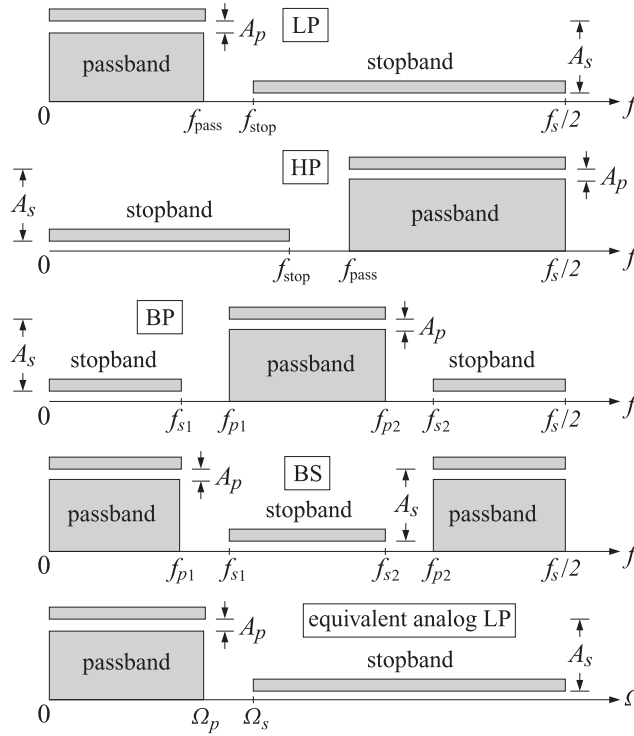 LP
A_p
passband
stopband
A_s
0 f_pass f_stop f_s/2 f
HP
A_s
A_p
stopband
passband
0 f_stop f_pass f_s/2 f
BP
A_s
A_p
stopband passband stopband
0 f_s1 f_p1 f_p2 f_s2 f_s/2 f
BS
A_p
A_s
passband stopband passband
0 f_p1 f_s1 f_s2 f_p2 f_s/2 f
equivalent analog LP
A_p
A_s
passband stopband
0 Ω_p Ω_s Ω